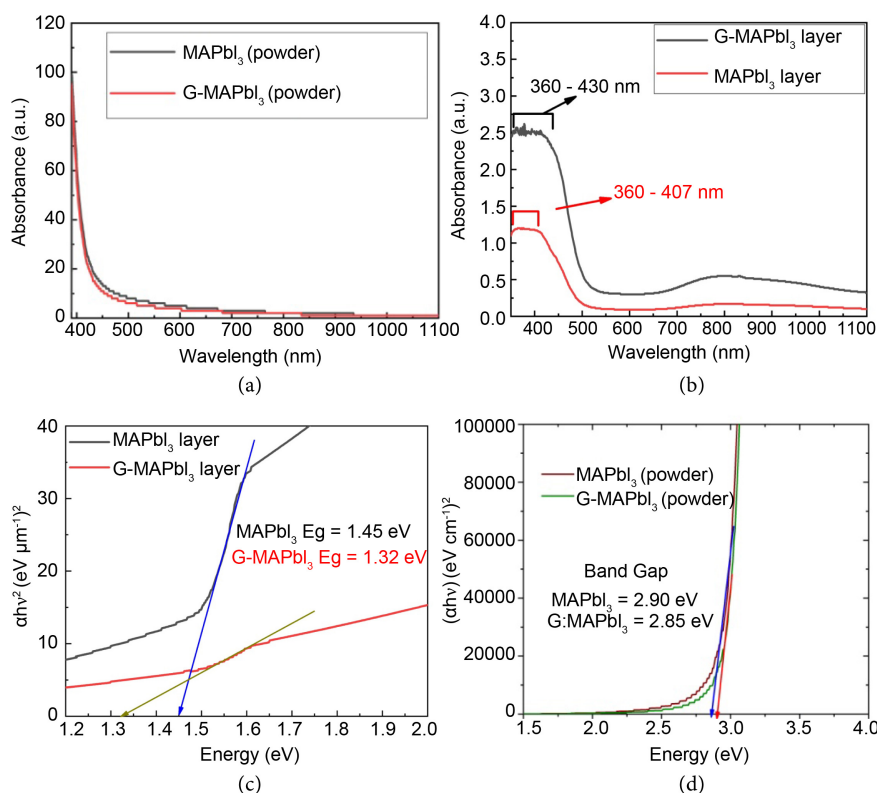 120
100
80
60
40
20
0
400 500 600 700 800 900 1000 1100
Absorbance (a.u.)
Wavelength (nm)
MAPbI₃ (powder)
G-MAPbI₃ (powder)
(a)
4.0
3.5
3.0
2.5
2.0
1.5
1.0
0.5
0.0
400 500 600 700 800 900 1000 1100
Absorbance (a.u.)
Wavelength (nm)
G-MAPbI₃ layer
MAPbI₃ layer
360 - 430 nm
360 - 407 nm
(b)
40
30
20
10
0
1.2 1.3 1.4 1.5 1.6 1.7 1.8 1.9 2.0
αhν² (eV μm⁻¹)²
Energy (eV)
MAPbI₃ layer
G-MAPbI₃ layer
MAPbI₃ Eg = 1.45 eV
G-MAPbI₃ Eg = 1.32 eV
(c)
100000
80000
60000
40000
20000
0
1.5 2.0 2.5 3.0 3.5 4.0
(αhν) (eV cm⁻¹)²
Energy (eV)
MAPbI₃ (powder)
G-MAPbI₃ (powder)
Band Gap
MAPbI₃ = 2.90 eV
G:MAPbI₃ = 2.85 eV
(d)